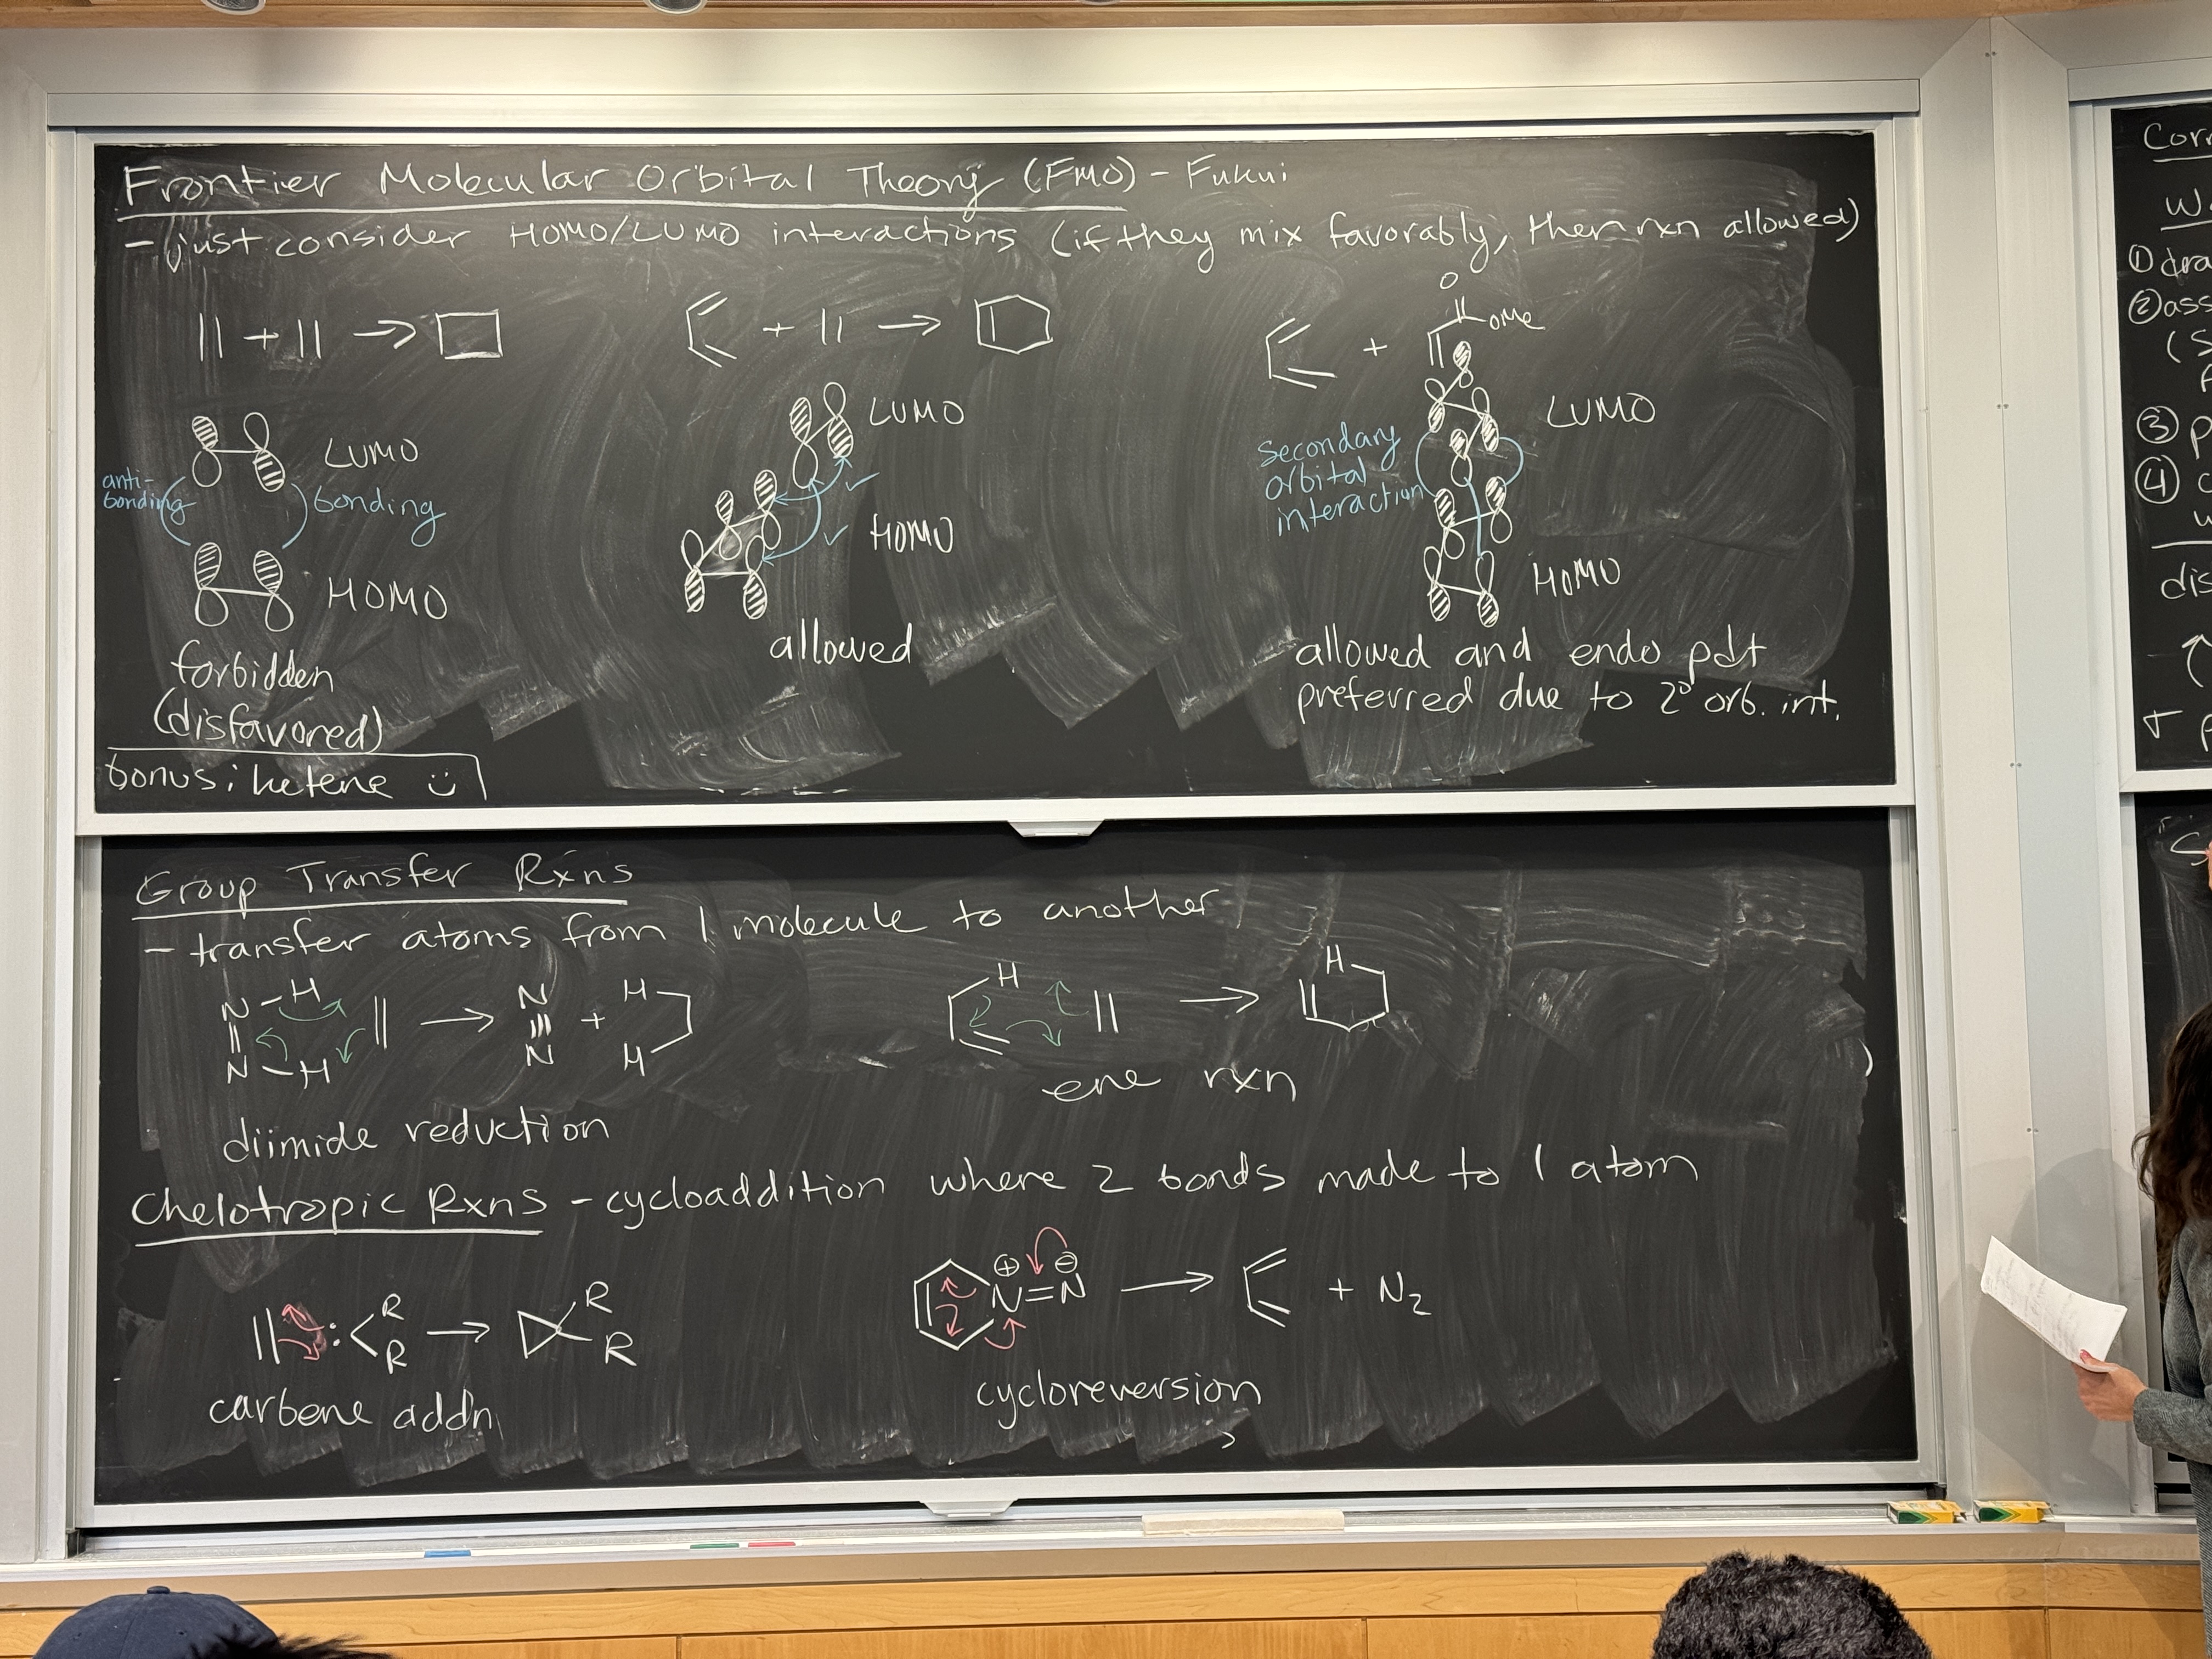 Frontier Molecular Orbital Theory (FMO) - Fukui
- just consider HOMO/LUMO interactions (if they mix favorably, then rxn allowed)
O
OMe
LUMO
anti-
bonding
bonding
HOMO
forbidden
(disfavored)
bonus: ketene
LUMO
HOMO
allowed
LUMO
secondary
orbital
interaction
HOMO
allowed and endo pdt
preferred due to 2° orb. int.
Group Transfer Rxns
- transfer atoms from 1 molecule to another
N-H
N-H
N≡N + H H
diimide reduction
H
H
ene rxn
Chelotropic Rxns - cycloaddition where 2 bonds made to 1 atom
: R R
R R
carbene addn
⊕ ⊖
N=N
+ N2
cycloreversion
Corr
① dra
② ass
(S
③ p
④ c
dis